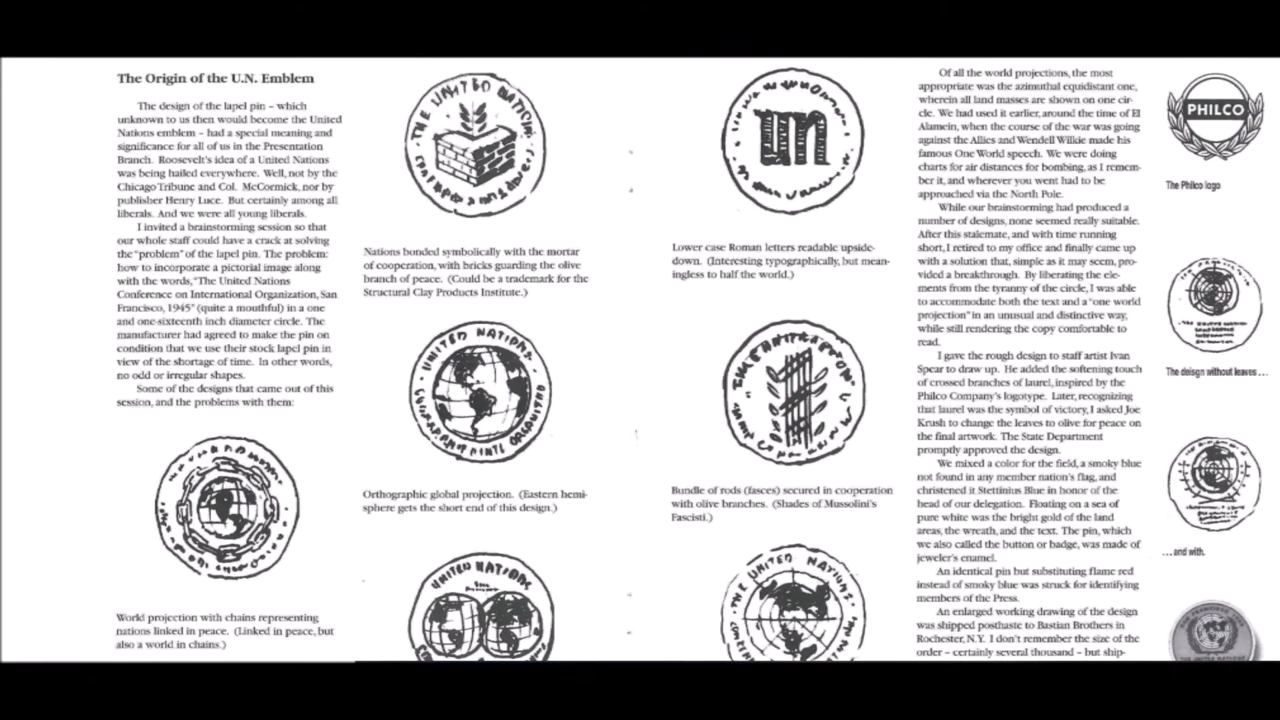 The Origin of the U.N. Emblem
The design of the lapel pin – which
unknown to us then would become the United
Nations emblem – had a special meaning and
significance for all of us in the Presentation
Branch. Roosevelt's idea of a United Nations
was being hailed everywhere. Well, not by the
Chicago Tribune and Col. McCormick, nor by
publisher Henry Luce. But certainly among all
liberals. And we were all young liberals.
I invited a brainstorming session so that
our whole staff could have a crack at solving
the "problem" of the lapel pin. The problem:
how to incorporate a pictorial image along
with the words, "The United Nations
Conference on International Organization, San
Francisco, 1945" (quite a mouthful) in a one
and one-sixteenth inch diameter circle. The
manufacturer had agreed to make the pin on
condition that we use their stock lapel pin in
view of the shortage of time. In other words,
no odd or irregular shapes.
Some of the designs that came out of this
session, and the problems with them:
World projection with chains representing
nations linked in peace. (Linked in peace, but
also a world in chains.)
THE UNITED NATIONS
Nations bonded symbolically with the mortar
of cooperation, with bricks guarding the olive
branch of peace. (Could be a trademark for the
Structural Clay Products Institute.)
UNITED NATIONS
Orthographic global projection. (Eastern hemi-
sphere gets the short end of this design.)
UNITED NATIONS
un
Lower case Roman letters readable upside-
down. (Interesting typographically, but mean-
ingless to half the world.)
Bundle of rods (fasces) secured in cooperation
with olive branches. (Shades of Mussolini's
Fascisti.)
THE UNITED NATIONS
Of all the world projections, the most
appropriate was the azimuthal equidistant one,
wherein all land masses are shown on one cir-
cle. We had used it earlier, around the time of El
Alamein, when the course of the war was going
against the Allies and Wendell Wilkie made his
famous One World speech. We were doing
charts for air distances for bombing, as I remem-
ber it, and wherever you went had to be
approached via the North Pole.
While our brainstorming had produced a
number of designs, none seemed really suitable.
After this stalemate, and with time running
short, I retired to my office and finally came up
with a solution that, simple as it may seem, pro-
vided a breakthrough. By liberating the ele-
ments from the tyranny of the circle, I was able
to accommodate both the text and a "one world
projection" in an unusual and distinctive way,
while still rendering the copy comfortable to
read.
I gave the rough design to staff artist Ivan
Spear to draw up. He added the softening touch
of crossed branches of laurel, inspired by the
Philco Company's logotype. Later, recognizing
that laurel was the symbol of victory, I asked Joe
Krush to change the leaves to olive for peace on
the final artwork. The State Department
promptly approved the design.
We mixed a color for the field, a smoky blue
not found in any member nation's flag, and
christened it Stettinius Blue in honor of the
head of our delegation. Floating on a sea of
pure white was the bright gold of the land
areas, the wreath, and the text. The pin, which
we also called the button or badge, was made of
jeweler's enamel.
An identical pin but substituting flame red
instead of smoky blue was struck for identifying
members of the Press.
An enlarged working drawing of the design
was shipped posthaste to Bastian Brothers in
Rochester, N.Y. I don't remember the size of the
order – certainly several thousand – but ship-
PHILCO
The Philco logo
The deisgn without leaves ...
... and with.